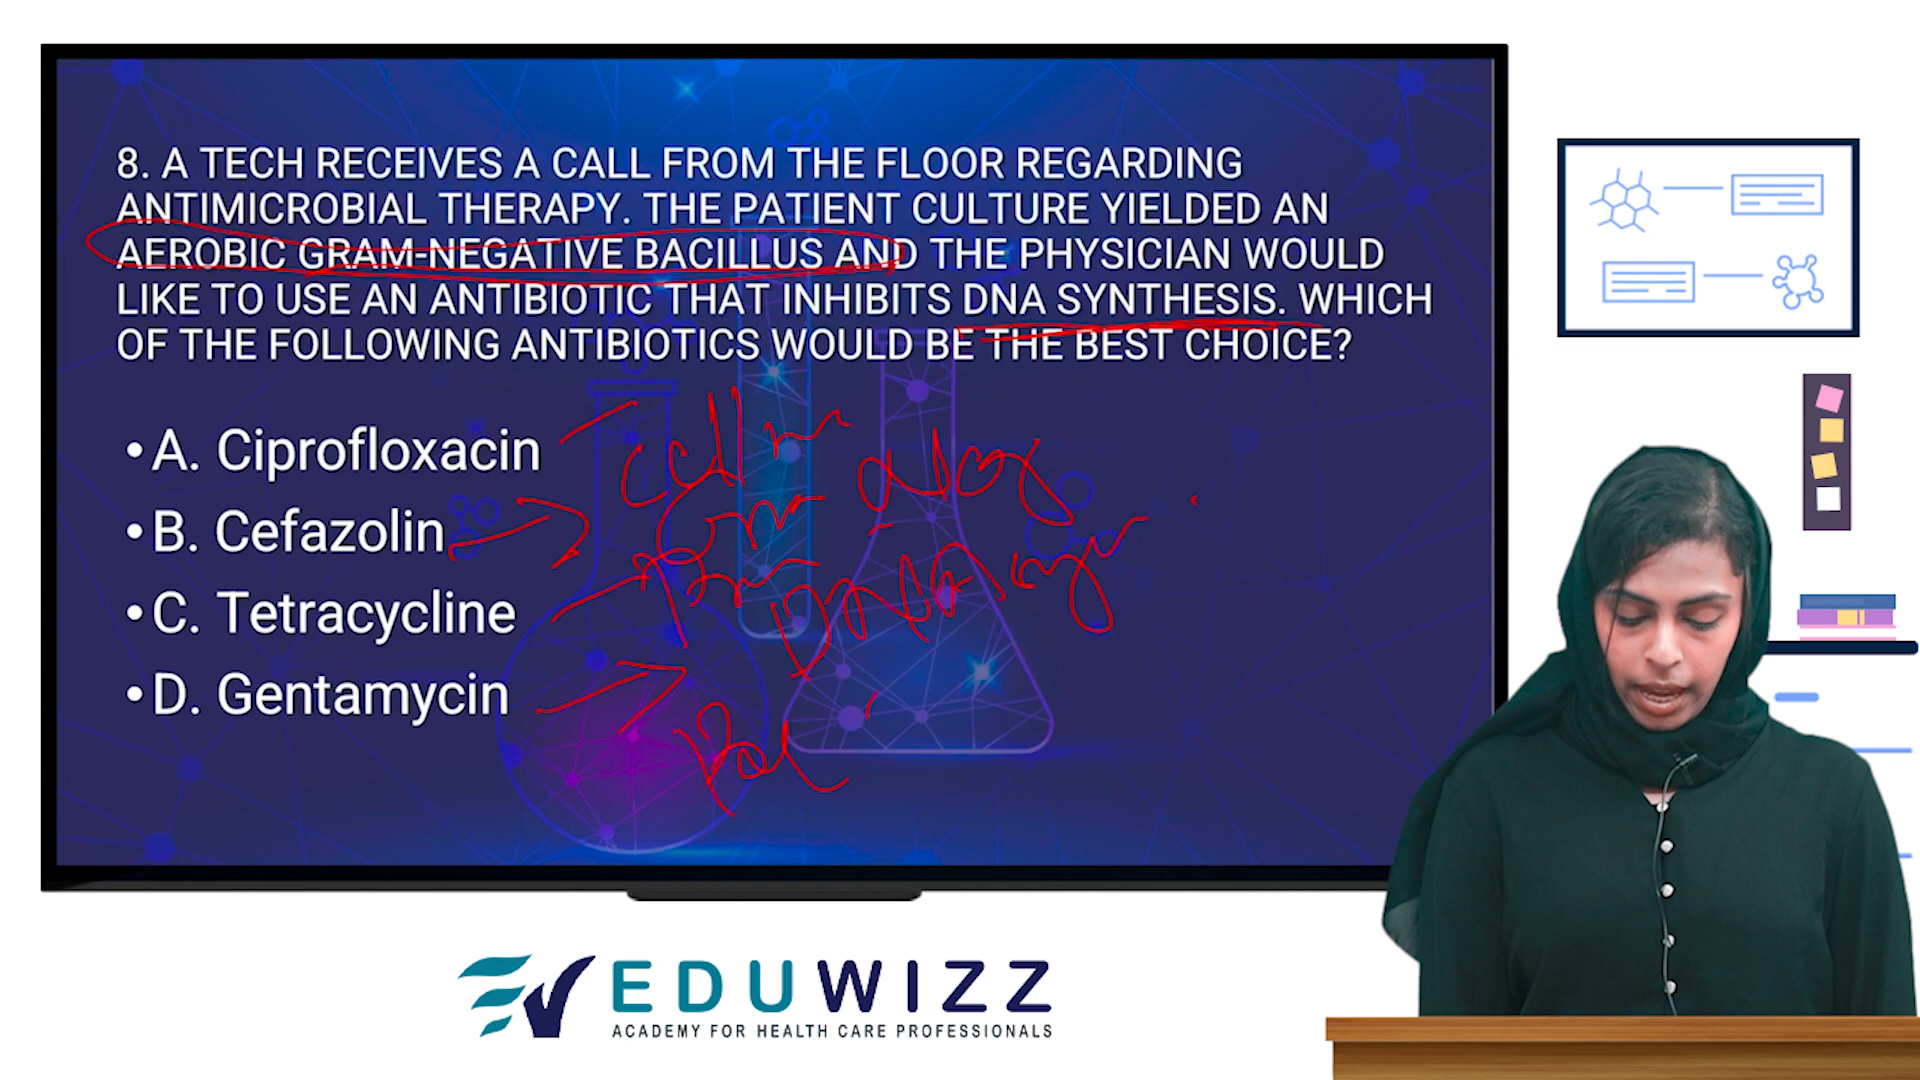 8. A TECH RECEIVES A CALL FROM THE FLOOR REGARDING
ANTIMICROBIAL THERAPY. THE PATIENT CULTURE YIELDED AN
AEROBIC GRAM-NEGATIVE BACILLUS AND THE PHYSICIAN WOULD
LIKE TO USE AN ANTIBIOTIC THAT INHIBITS DNA SYNTHESIS. WHICH
OF THE FOLLOWING ANTIBIOTICS WOULD BE THE BEST CHOICE?
• A. Ciprofloxacin
• B. Cefazolin
• C. Tetracycline
• D. Gentamycin
EDUWIZZ
ACADEMY FOR HEALTH CARE PROFESSIONALS